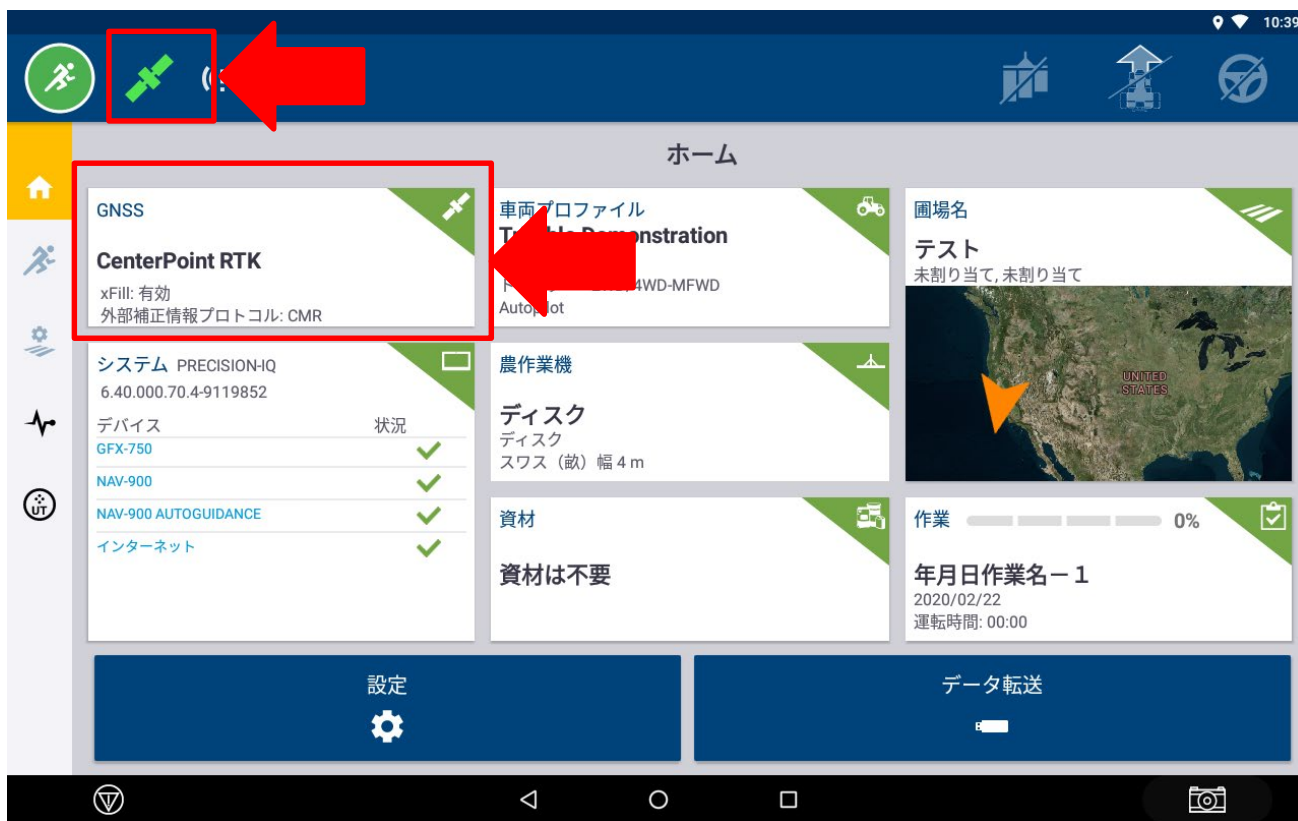 10:39
ホーム
GNSS
CenterPoint RTK
xFill: 有効
外部補正情報プロトコル: CMR
車両プロファイル
Demonstration
4WD-MFWD
Autopilot
圃場名
テスト
未割り当て, 未割り当て
UNITED
STATES
システム PRECISION-IQ
6.40.000.70.4-9119852
デバイス 状況
GFX-750
NAV-900
NAV-900 AUTOGUIDANCE
インターネット
農作業機
ディスク
ディスク
スワス（畝）幅 4 m
資材
資材は不要
作業 0%
年月日作業名－１
2020/02/22
運転時間: 00:00
UT
設定
データ転送